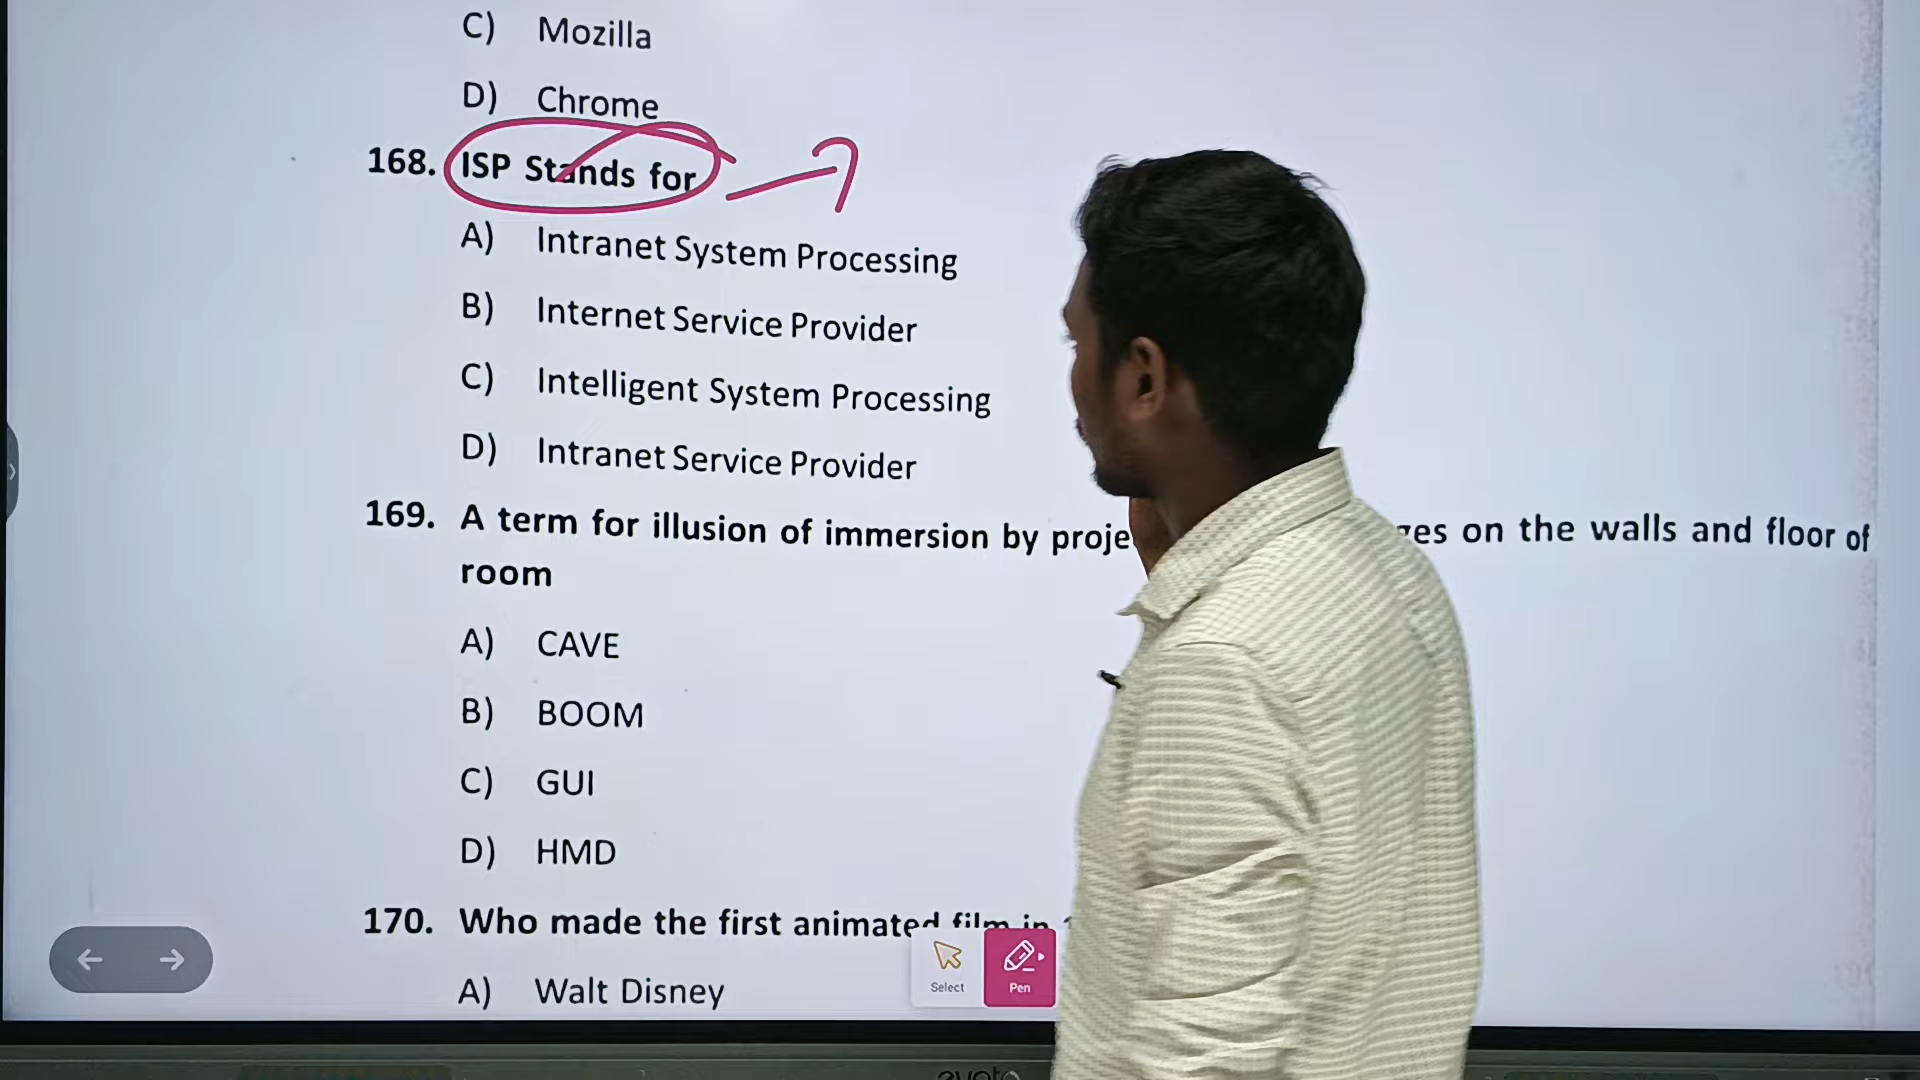 C) Mozilla
D) Chrome
168. ISP Stands for
A) Intranet System Processing
B) Internet Service Provider
C) Intelligent System Processing
D) Intranet Service Provider
169. A term for illusion of immersion by on the walls and floor of
room
A) CAVE
B) BOOM
C) GUI
D) HMD
170. Who made the first animated film in
A) Walt Disney
Select
Pen